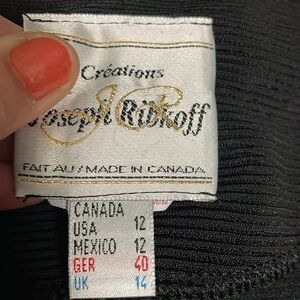 Créations
Joseph Ribkoff
FAIT AU/MADE IN CANADA
CANADA
USA 12
MEXICO 12
GER 40
UK 14